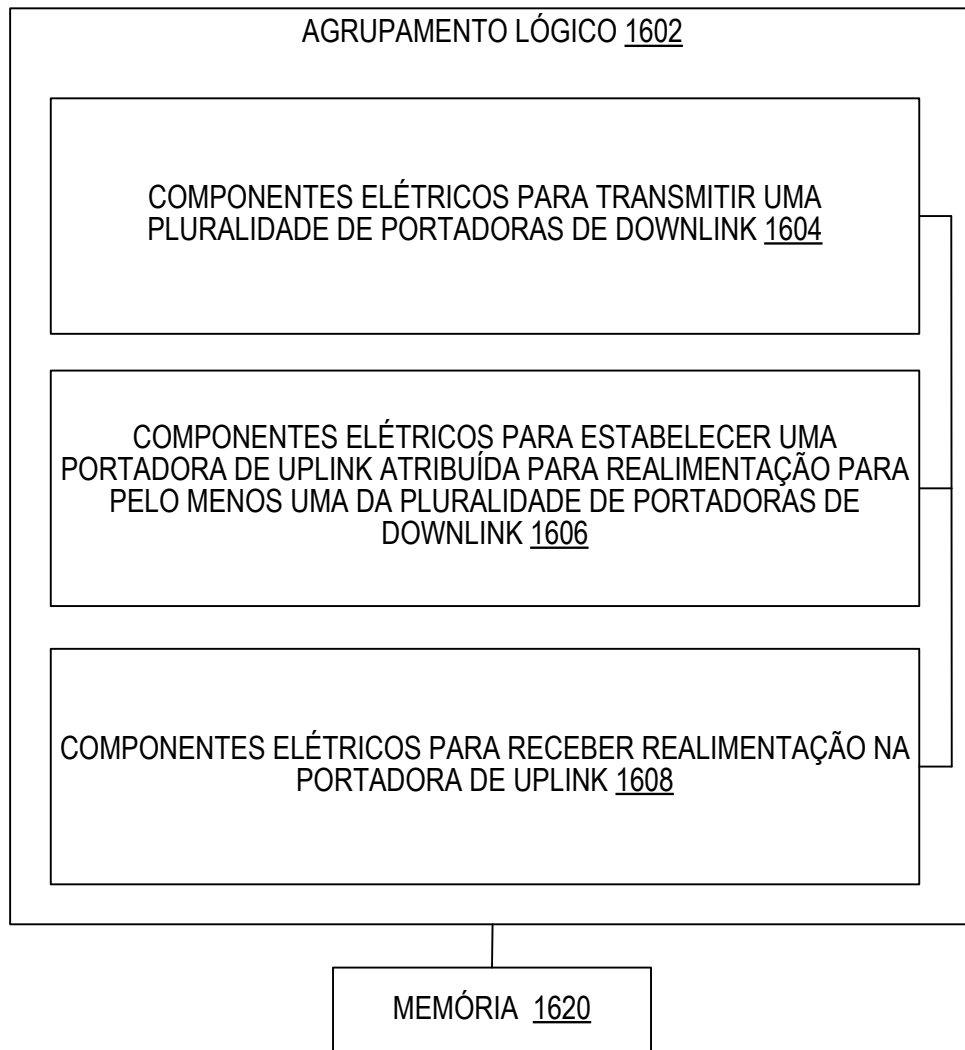 AGRUPAMENTO LÓGICO 1602
COMPONENTES ELÉTRICOS PARA TRANSMITIR UMA
PLURALIDADE DE PORTADORAS DE DOWNLINK 1604
COMPONENTES ELÉTRICOS PARA ESTABELECER UMA
PORTADORA DE UPLINK ATRIBUÍDA PARA REALIMENTAÇÃO PARA
PELO MENOS UMA DA PLURALIDADE DE PORTADORAS DE
DOWNLINK 1606
COMPONENTES ELÉTRICOS PARA RECEBER REALIMENTAÇÃO NA
PORTADORA DE UPLINK 1608
MEMÓRIA 1620